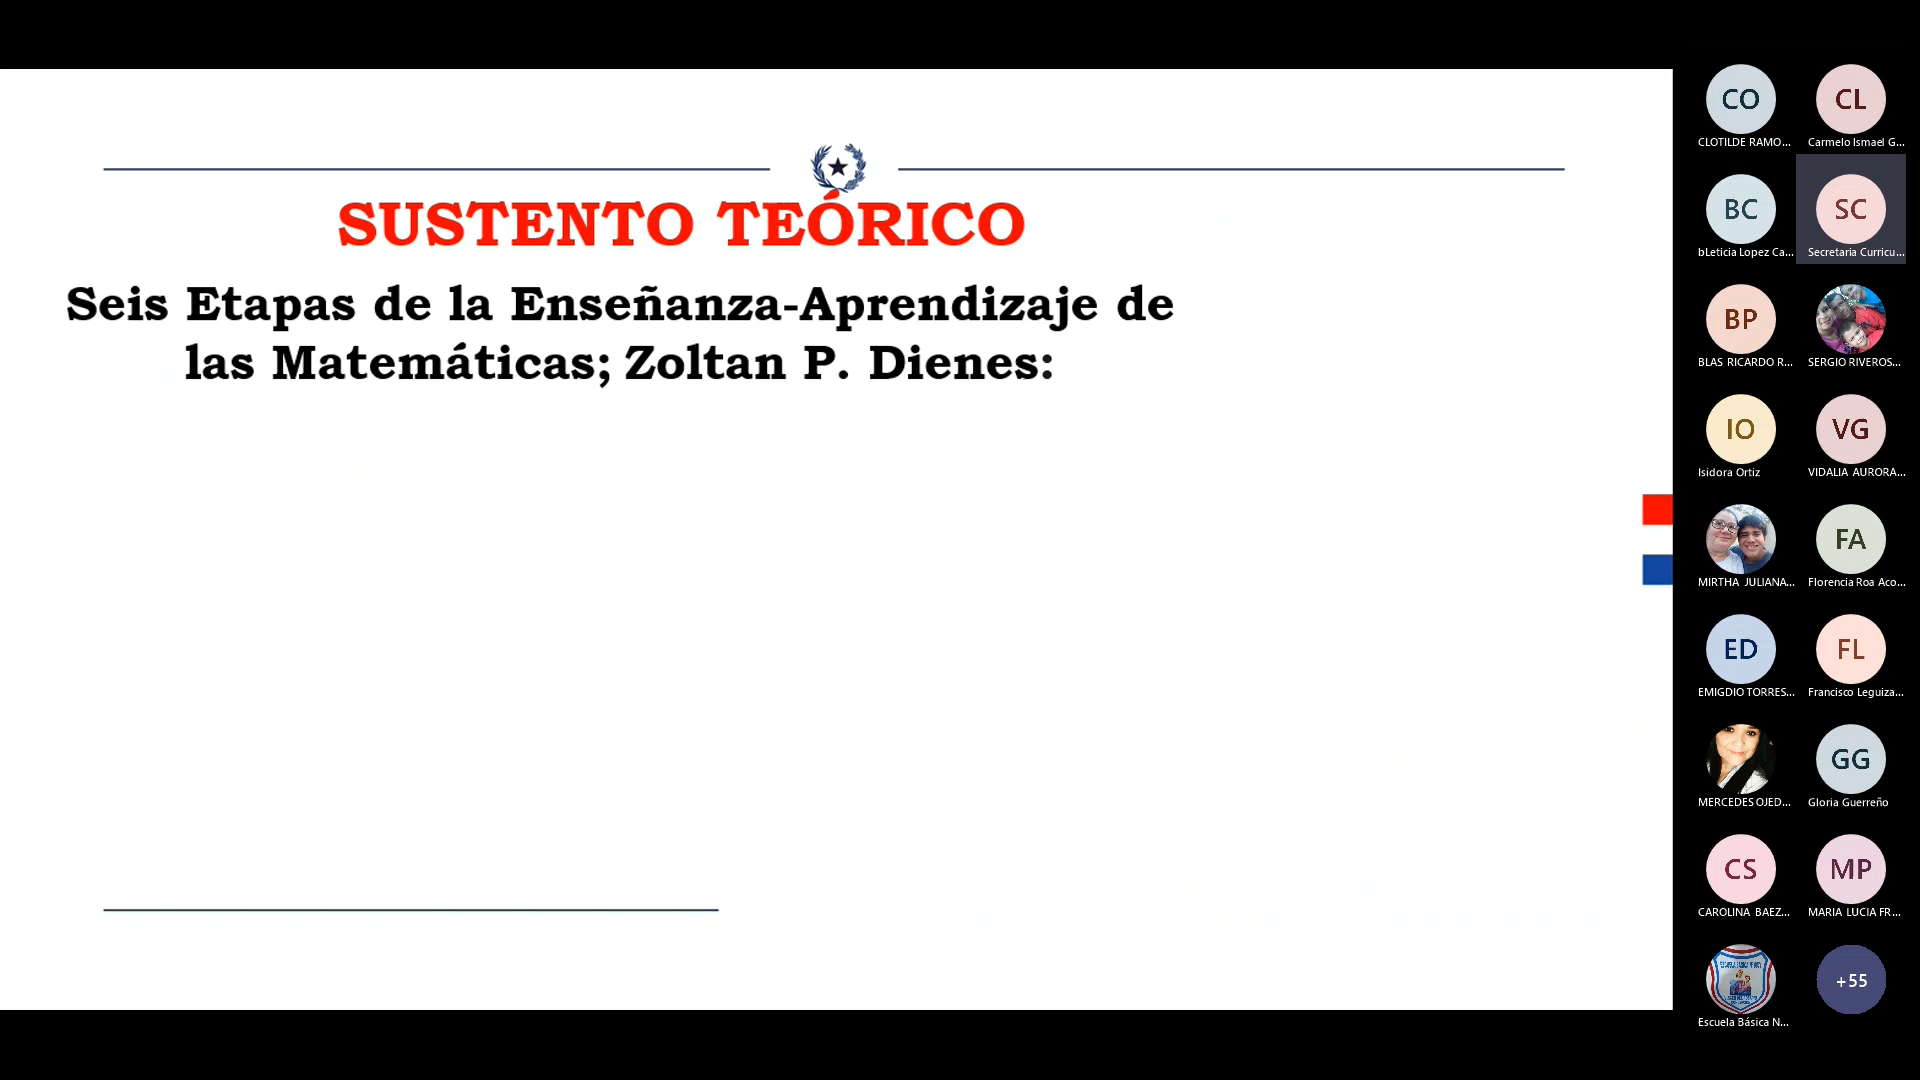 SUSTENTO TEÓRICO
Seis Etapas de la Enseñanza-Aprendizaje de
las Matemáticas; Zoltan P. Dienes:
CO
CL
CLOTILDE RAMO...
Carmelo Ismael G...
BC
SC
bLeticia Lopez Ca...
Secretaria Curricu...
BP
BLAS RICARDO R...
SERGIO RIVEROS...
IO
VG
Isidora Ortiz
VIDALIA AURORA...
FA
MIRTHA JULIANA...
Florencia Roa Aco...
ED
FL
EMIGDIO TORRES...
Francisco Leguiza...
GG
MERCEDES OJED...
Gloria Guerreño
CS
MP
CAROLINA BAEZ...
MARIA LUCIA FR...
+55
Escuela Básica N...